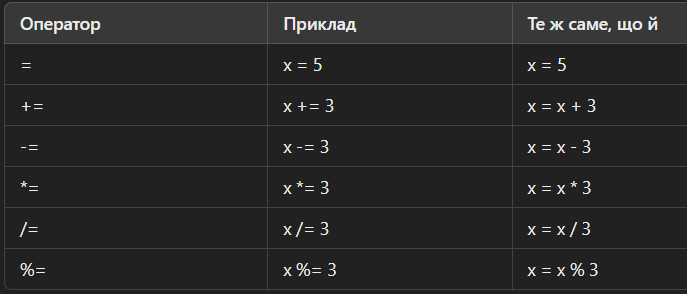 Оператор Приклад Те ж саме, що й
= x = 5 x = 5
+= x += 3 x = x + 3
-= x -= 3 x = x - 3
*= x *= 3 x = x * 3
/= x /= 3 x = x / 3
%= x %= 3 x = x % 3